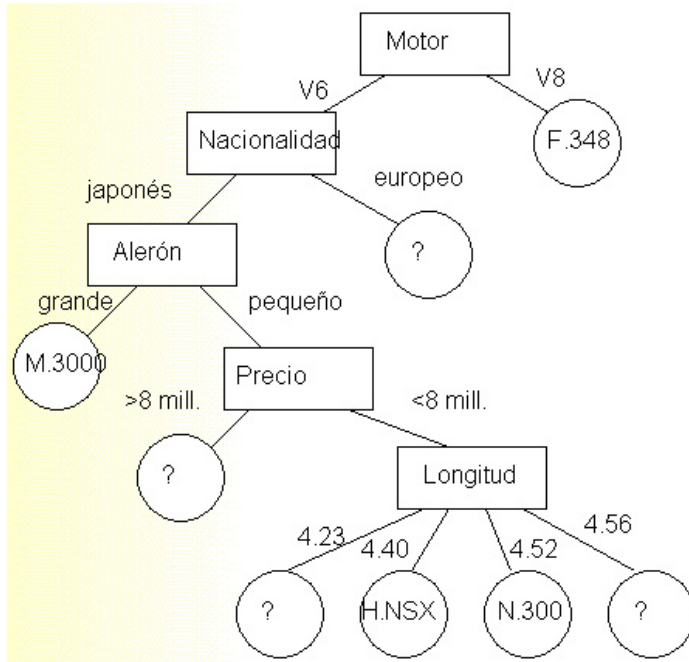 Motor
V6
V8
Nacionalidad
F.348
japonés
europeo
Alerón
?
grande
pequeño
M.3000
Precio
>8 mill.
<8 mill.
?
Longitud
4.23
4.40
4.52
4.56
?
H.NSX
N.300
?